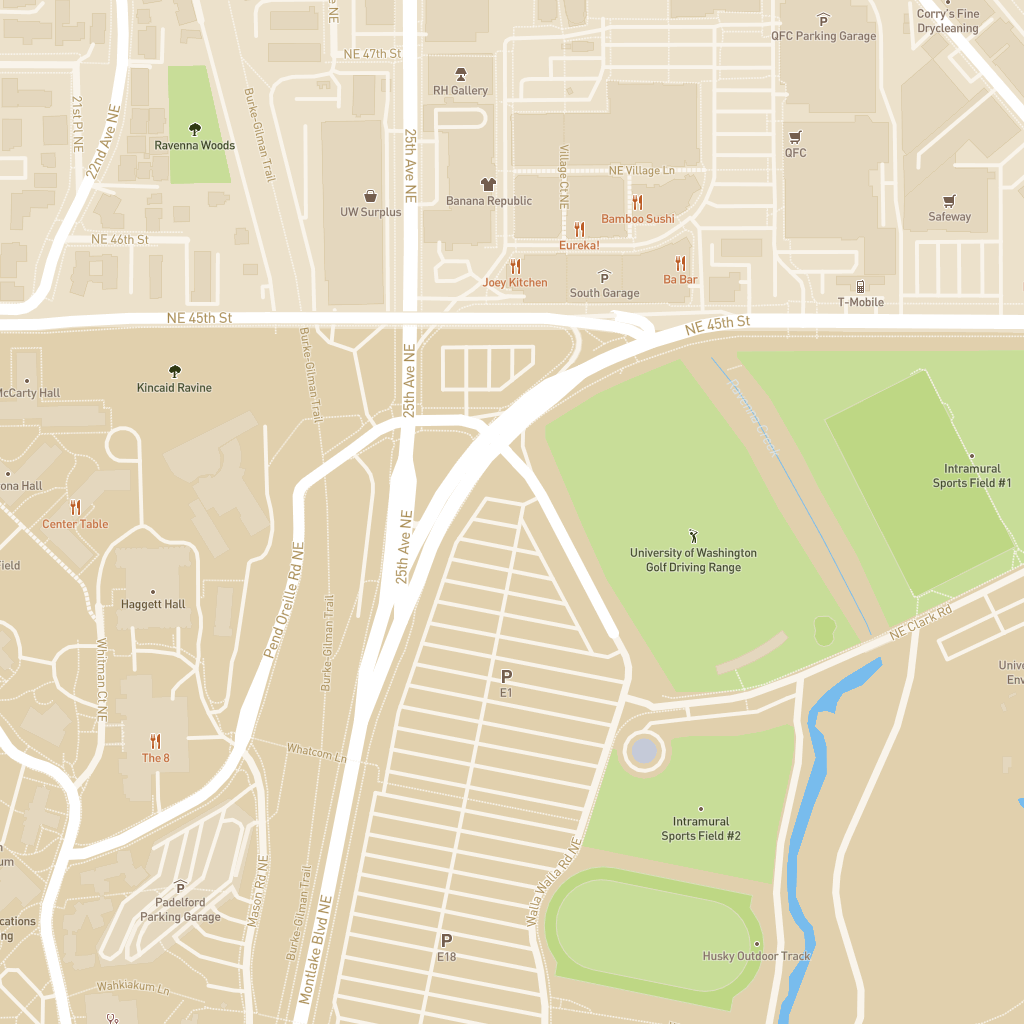 Corry's Fine
Drycleaning
QFC Parking Garage
NE 47th St
25th Ave NE
RH Gallery
21st Pl NE
22nd Ave NE
Burke-Gilman Trail
Ravenna Woods
QFC
Village Ct NE
NE Village Ln
UW Surplus
Banana Republic
Bamboo Sushi
Safeway
NE 46th St
Eureka!
Joey Kitchen
South Garage
Ba Bar
T-Mobile
NE 45th St
NE 45th St
Burke-Gilman Trail
25th Ave NE
McCarty Hall
Kincaid Ravine
Intramural
Sports Field #1
ona Hall
Center Table
25th Ave NE
University of Washington
Golf Driving Range
Field
Haggett Hall
Pend Oreille Rd NE
Burke-Gilman Trail
NE Clark Rd
Whitman Ct NE
P
E1
Unive
Env
The 8
Whatcom Ln
Intramural
Sports Field #2
Walla Walla Rd NE
um
Mason Rd NE
Burke-Gilman Trail
Padelford
Parking Garage
cations
ng
Montlake Blvd NE
P
E18
Husky Outdoor Track
Wahkiakum Ln